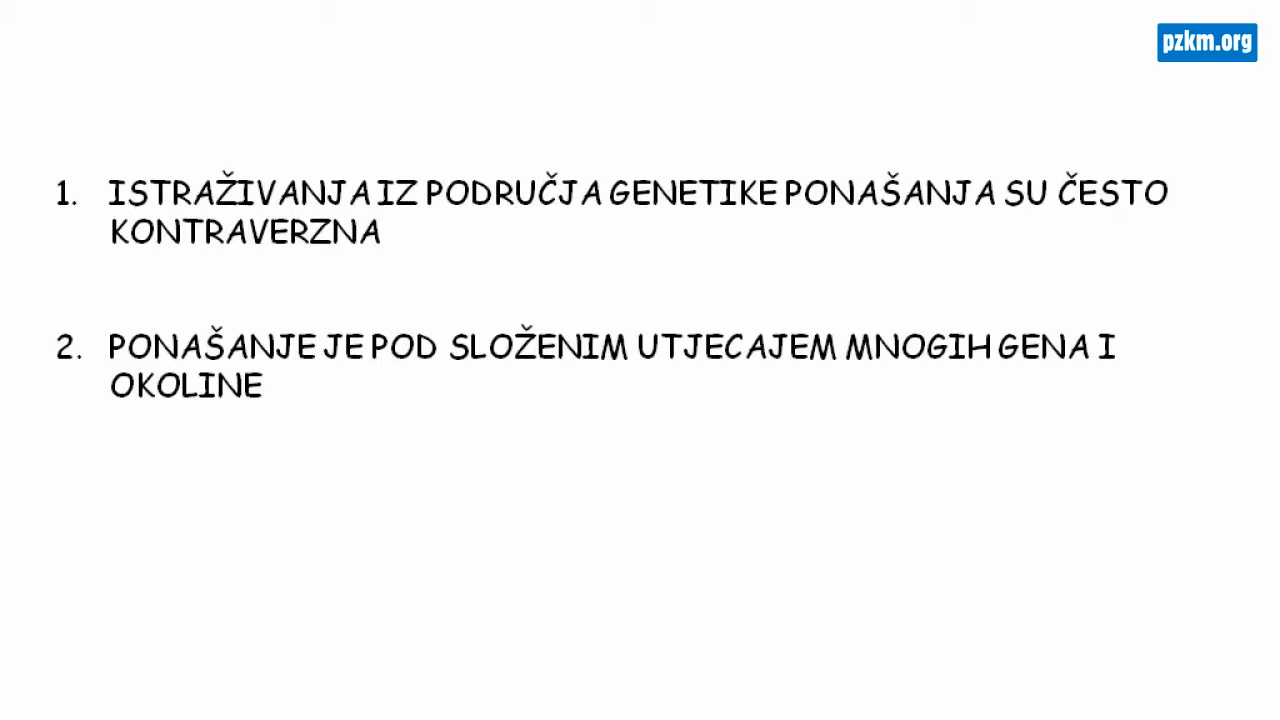 pzkm.org
1. ISTRAŽIVANJA IZ PODRUČJA GENETIKE PONAŠANJA SU ČESTO
KONTRAVERZNA
2. PONAŠANJE JE POD SLOŽENIM UTJECAJEM MNOGIH GENA I
OKOLINE